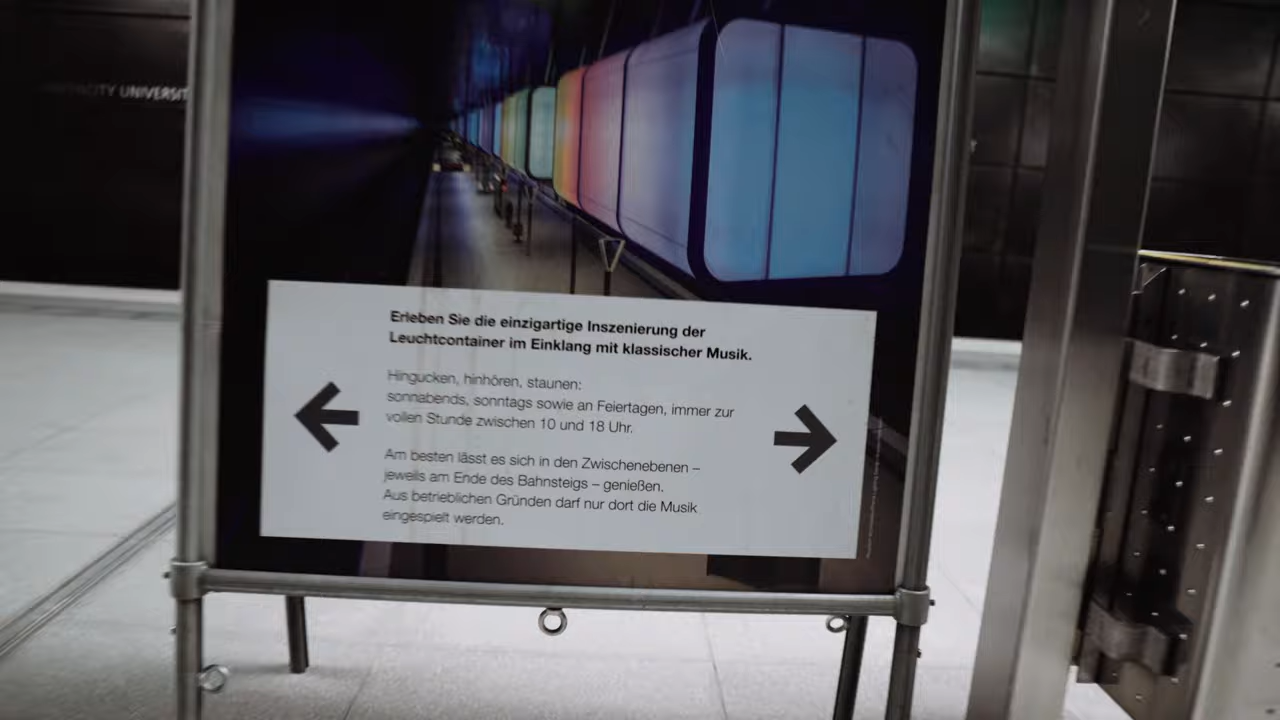 CITY UNIVERSIT
Erleben Sie die einzigartige Inszenierung der
Leuchtcontainer im Einklang mit klassischer Musik.
Hingucken, hinhören, staunen:
sonnabends, sonntags sowie an Feiertagen, immer zur
vollen Stunde zwischen 10 und 18 Uhr.
Am besten lässt es sich in den Zwischenebenen –
jeweils am Ende des Bahnsteigs – genießen.
Aus betrieblichen Gründen darf nur dort die Musik
eingespielt werden.